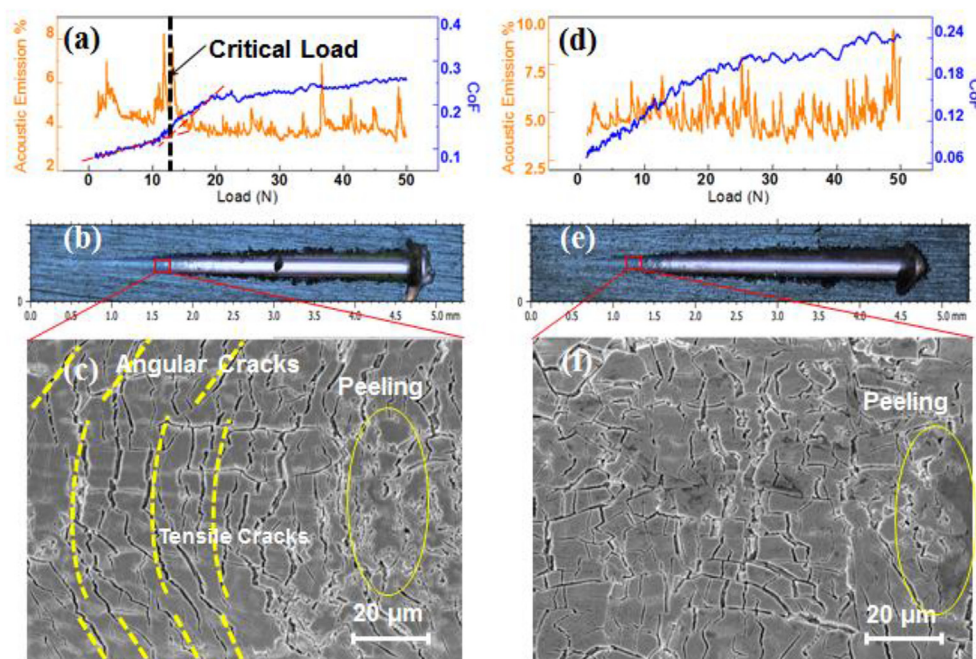 (a)
Critical Load
Acoustic Emission %
8
6
4
2
0.4
0.3
0.2
0.1
CoF
0 10 20 30 40 50
Load (N)
(d)
Acoustic Emission %
10.0
7.5
5.0
2.5
0.24
0.18
0.12
0.06
CoF
0 10 20 30 40 50
Load (N)
(b)
0
0.0 0.5 1.0 1.5 2.0 2.5 3.0 3.5 4.0 4.5 5.0 mm
(e)
0
0.0 0.5 1.0 1.5 2.0 2.5 3.0 3.5 4.0 4.5 5.0 mm
(c) Angular Cracks
Peeling
Tensile Cracks
20 µm
(f)
Peeling
20 µm